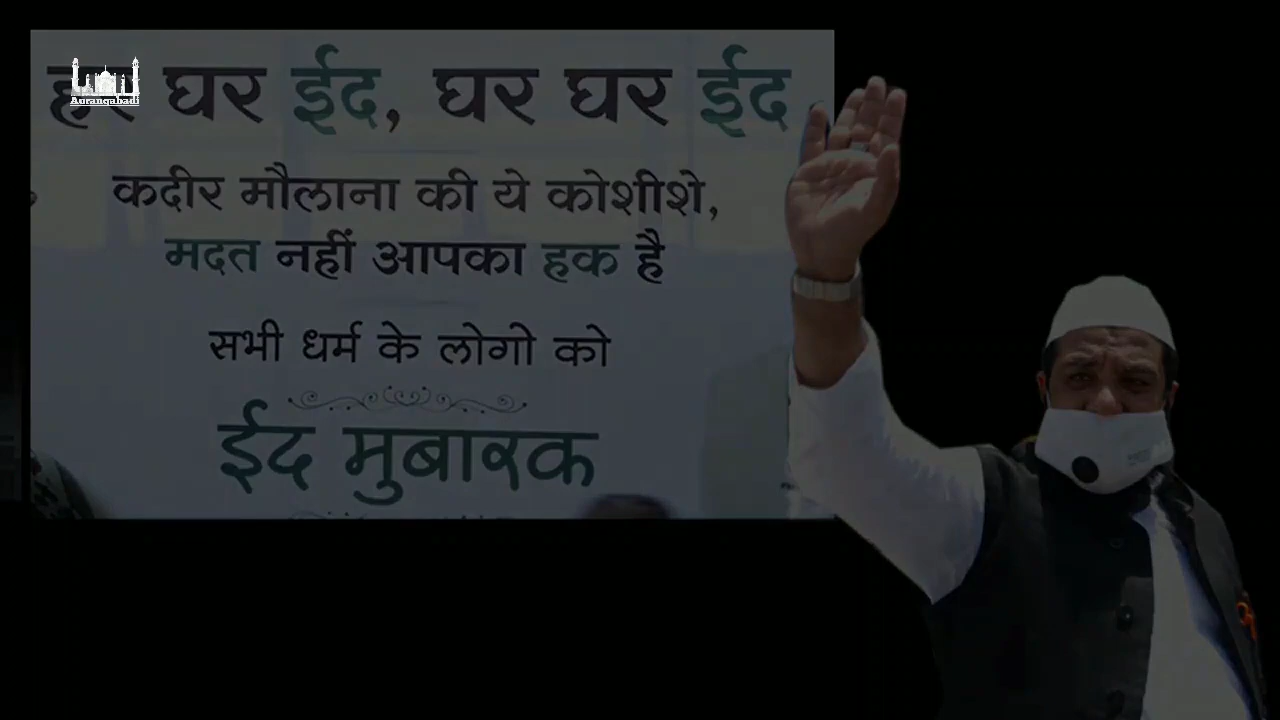 हर घर ईद, घर घर ईद
Aurangabadi
कदीर मौलाना की ये कोशीशे,
मदत नहीं आपका हक है
सभी धर्म के लोगो को
ईद मुबारक